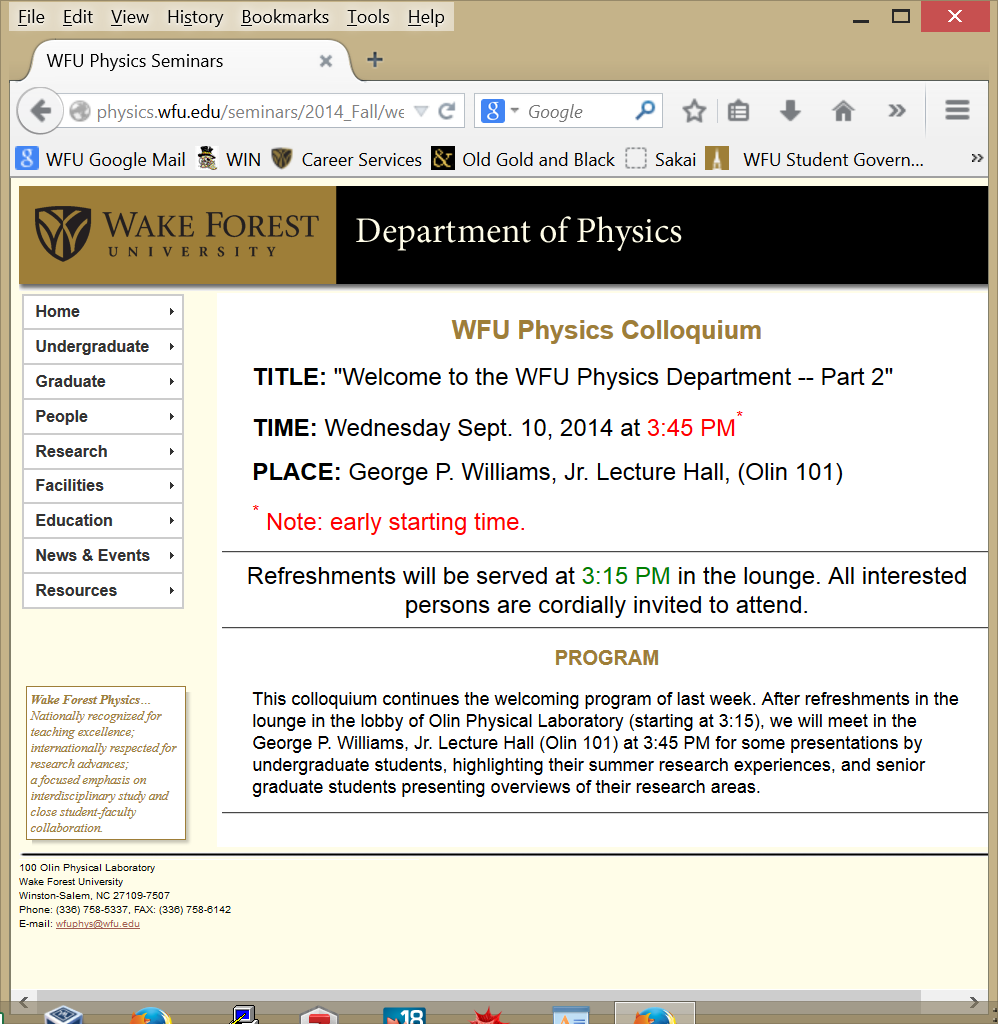 File Edit View History Bookmarks Tools Help
WFU Physics Seminars
physics.wfu.edu/seminars/2014_Fall/we
Google
WFU Google Mail WIN Career Services Old Gold and Black Sakai WFU Student Govern...
WAKE FOREST
UNIVERSITY
Department of Physics
Home
Undergraduate
Graduate
People
Research
Facilities
Education
News & Events
Resources
Wake Forest Physics...
Nationally recognized for
teaching excellence;
internationally respected for
research advances;
a focused emphasis on
interdisciplinary study and
close student-faculty
collaboration.
WFU Physics Colloquium
TITLE: "Welcome to the WFU Physics Department -- Part 2"
TIME: Wednesday Sept. 10, 2014 at 3:45 PM*
PLACE: George P. Williams, Jr. Lecture Hall, (Olin 101)
* Note: early starting time.
Refreshments will be served at 3:15 PM in the lounge. All interested
persons are cordially invited to attend.
PROGRAM
This colloquium continues the welcoming program of last week. After refreshments in the
lounge in the lobby of Olin Physical Laboratory (starting at 3:15), we will meet in the
George P. Williams, Jr. Lecture Hall (Olin 101) at 3:45 PM for some presentations by
undergraduate students, highlighting their summer research experiences, and senior
graduate students presenting overviews of their research areas.
100 Olin Physical Laboratory
Wake Forest University
Winston-Salem, NC 27109-7507
Phone: (336) 758-5337, FAX: (336) 758-6142
E-mail: wfuphys@wfu.edu
18